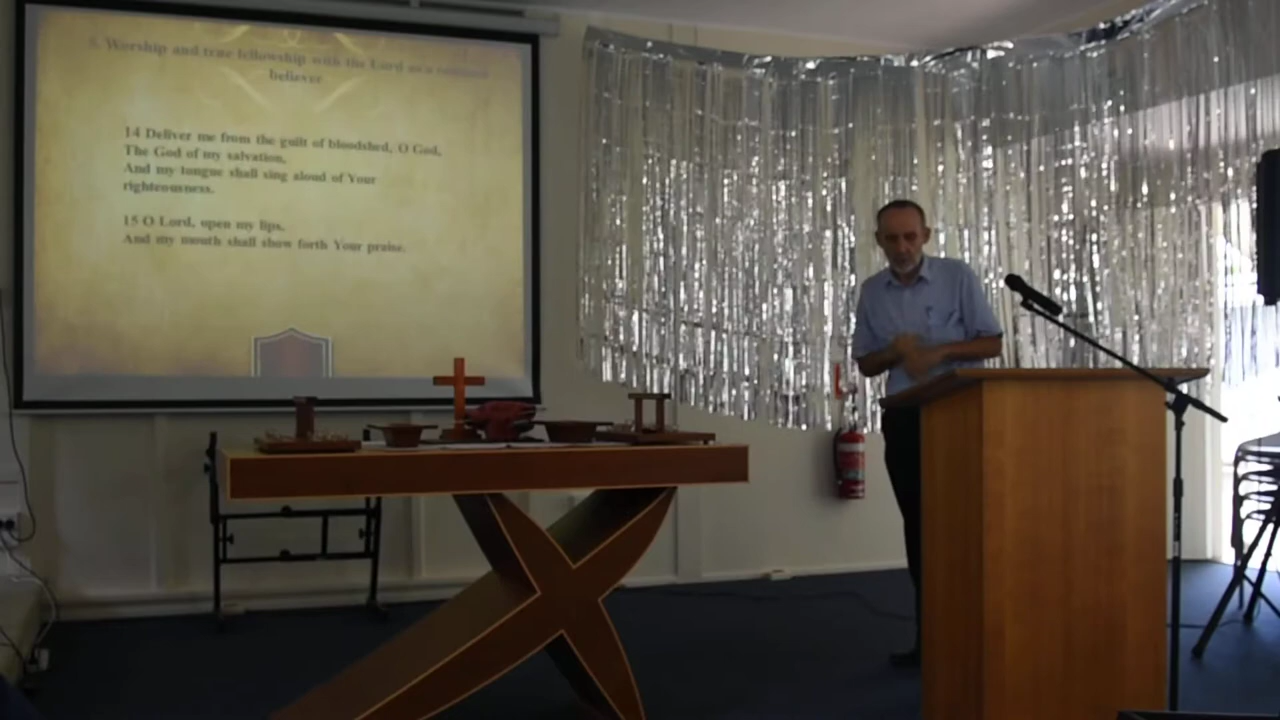 5. Worship and true fellowship with the Lord as a
believer
14 Deliver me from the guilt of bloodshed, O God,
The God of my salvation,
And my tongue shall sing aloud of Your
righteousness.
15 O Lord, open my lips,
And my mouth shall show forth Your praise.